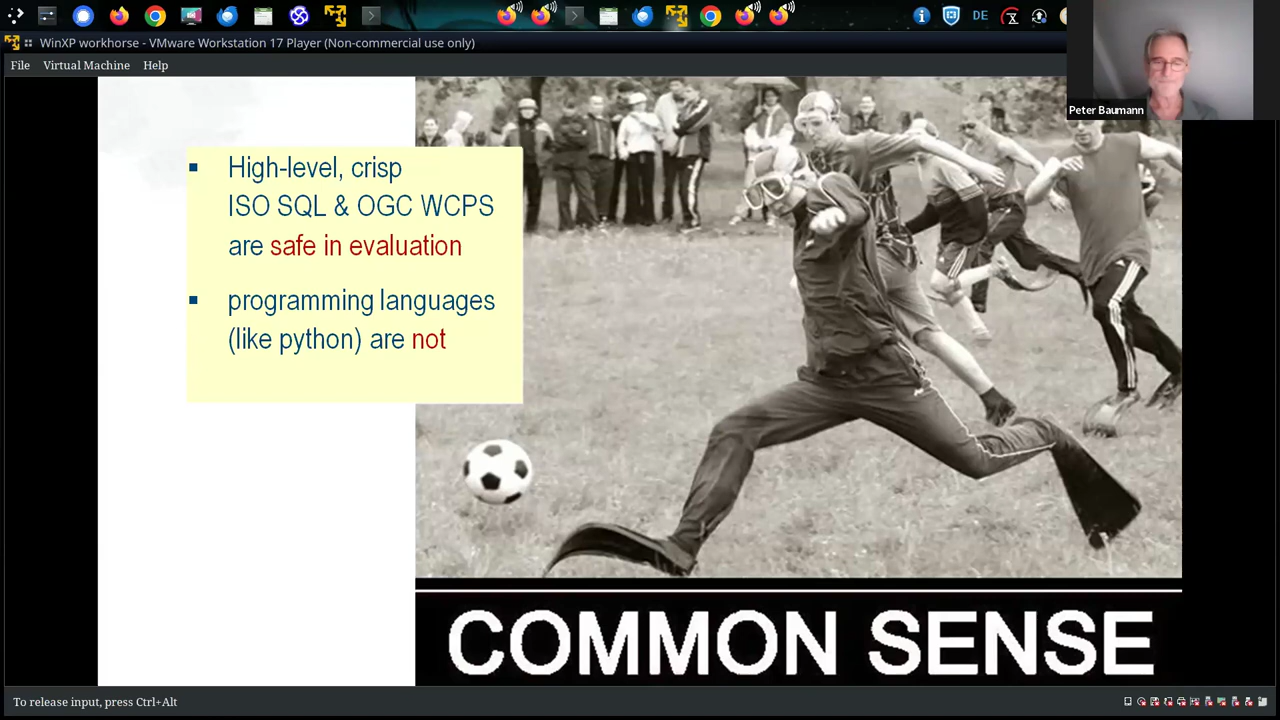 DE
WinXP workhorse - VMware Workstation 17 Player (Non-commercial use only)
File Virtual Machine Help
Peter Baumann
▪ High-level, crisp
ISO SQL & OGC WCPS
are safe in evaluation
▪ programming languages
(like python) are not
COMMON SENSE
To release input, press Ctrl+Alt